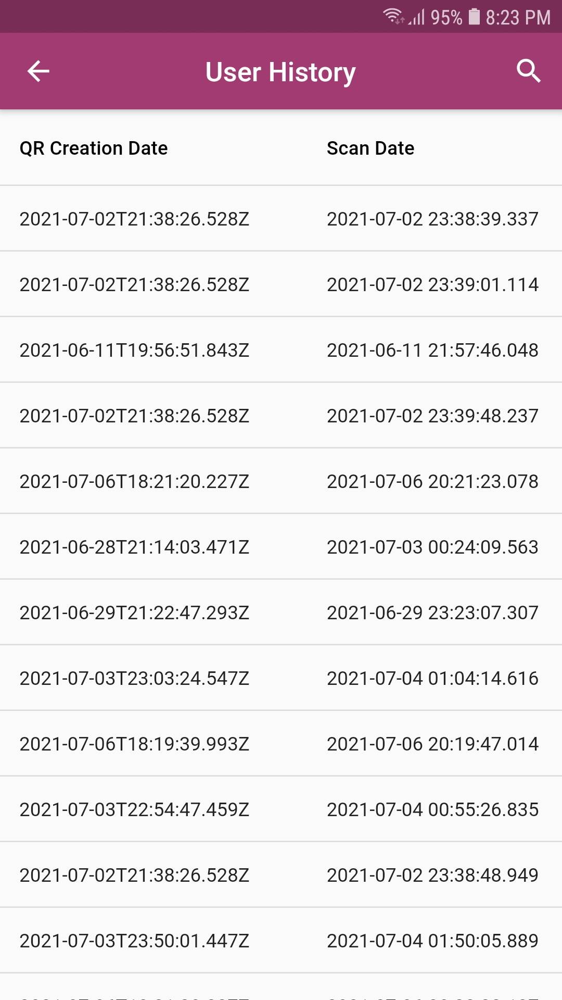 95% 8:23 PM
User History
QR Creation Date Scan Date
2021-07-02T21:38:26.528Z 2021-07-02 23:38:39.337
2021-07-02T21:38:26.528Z 2021-07-02 23:39:01.114
2021-06-11T19:56:51.843Z 2021-06-11 21:57:46.048
2021-07-02T21:38:26.528Z 2021-07-02 23:39:48.237
2021-07-06T18:21:20.227Z 2021-07-06 20:21:23.078
2021-06-28T21:14:03.471Z 2021-07-03 00:24:09.563
2021-06-29T21:22:47.293Z 2021-06-29 23:23:07.307
2021-07-03T23:03:24.547Z 2021-07-04 01:04:14.616
2021-07-06T18:19:39.993Z 2021-07-06 20:19:47.014
2021-07-03T22:54:47.459Z 2021-07-04 00:55:26.835
2021-07-02T21:38:26.528Z 2021-07-02 23:38:48.949
2021-07-03T23:50:01.447Z 2021-07-04 01:50:05.889